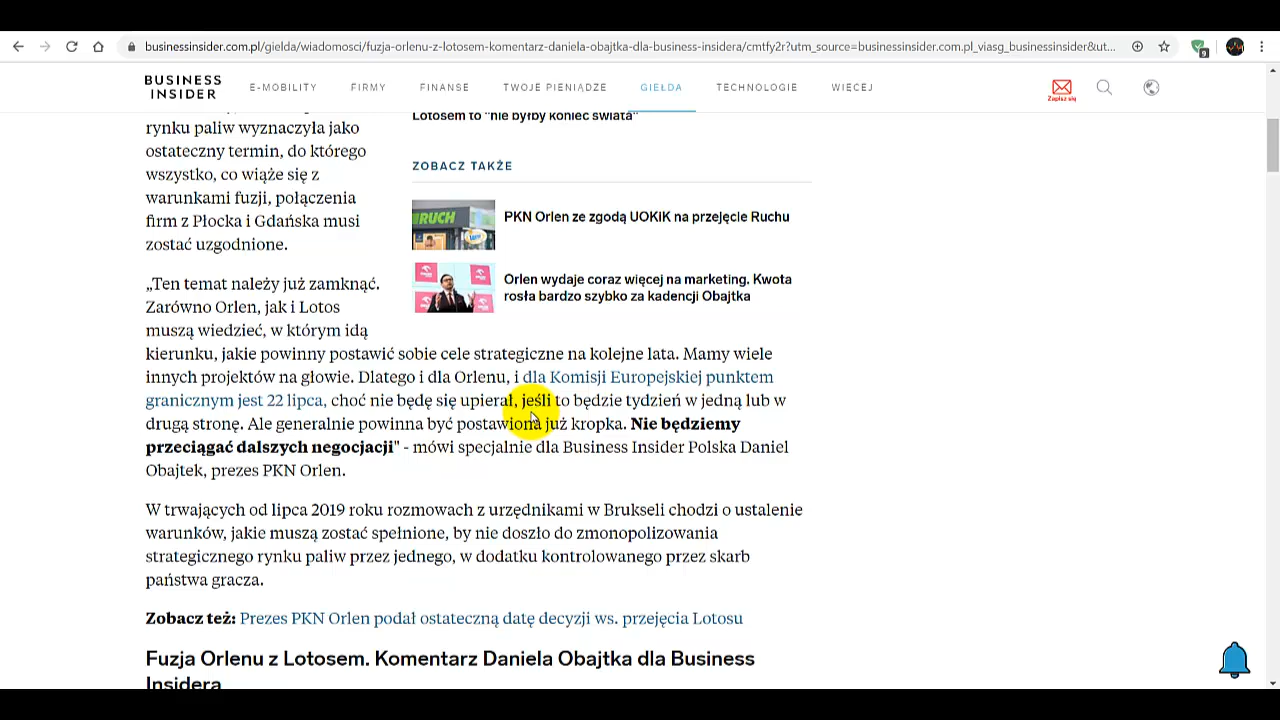 businessinsider.com.pl/gielda/wiadomosci/fuzja-orlenu-z-lotosem-komentarz-daniela-obajtka-dla-business-insidera/cmtfy2r?utm_source=businessinsider.com.pl_viasg_businessinsider&ut...
9
BUSINESS
INSIDER
E-MOBILITY
FIRMY
FINANSE
TWOJE PIENIĄDZE
GIEŁDA
TECHNOLOGIE
WIĘCEJ
Zapisz się
rynku paliw wyznaczyła jako
ostateczny termin, do którego
wszystko, co wiąże się z
warunkami fuzji, połączenia
firm z Płocka i Gdańska musi
zostać uzgodnione.
Lotosem to "nie byłby koniec świata"
ZOBACZ TAKŻE
RUCH
PKN Orlen ze zgodą UOKiK na przejęcie Ruchu
Orlen wydaje coraz więcej na marketing. Kwota
rosła bardzo szybko za kadencji Obajtka
„Ten temat należy już zamknąć.
Zarówno Orlen, jak i Lotos
muszą wiedzieć, w którym idą
kierunku, jakie powinny postawić sobie cele strategiczne na kolejne lata. Mamy wiele
innych projektów na głowie. Dlatego i dla Orlenu, i dla Komisji Europejskiej punktem
granicznym jest 22 lipca, choć nie będę się upierał, jeśli to będzie tydzień w jedną lub w
drugą stronę. Ale generalnie powinna być postawiona już kropka. Nie będziemy
przeciągać dalszych negocjacji" - mówi specjalnie dla Business Insider Polska Daniel
Obajtek, prezes PKN Orlen.
W trwających od lipca 2019 roku rozmowach z urzędnikami w Brukseli chodzi o ustalenie
warunków, jakie muszą zostać spełnione, by nie doszło do zmonopolizowania
strategicznego rynku paliw przez jednego, w dodatku kontrolowanego przez skarb
państwa gracza.
Zobacz też: Prezes PKN Orlen podał ostateczną datę decyzji ws. przejęcia Lotosu
Fuzja Orlenu z Lotosem. Komentarz Daniela Obajtka dla Business
Insidera